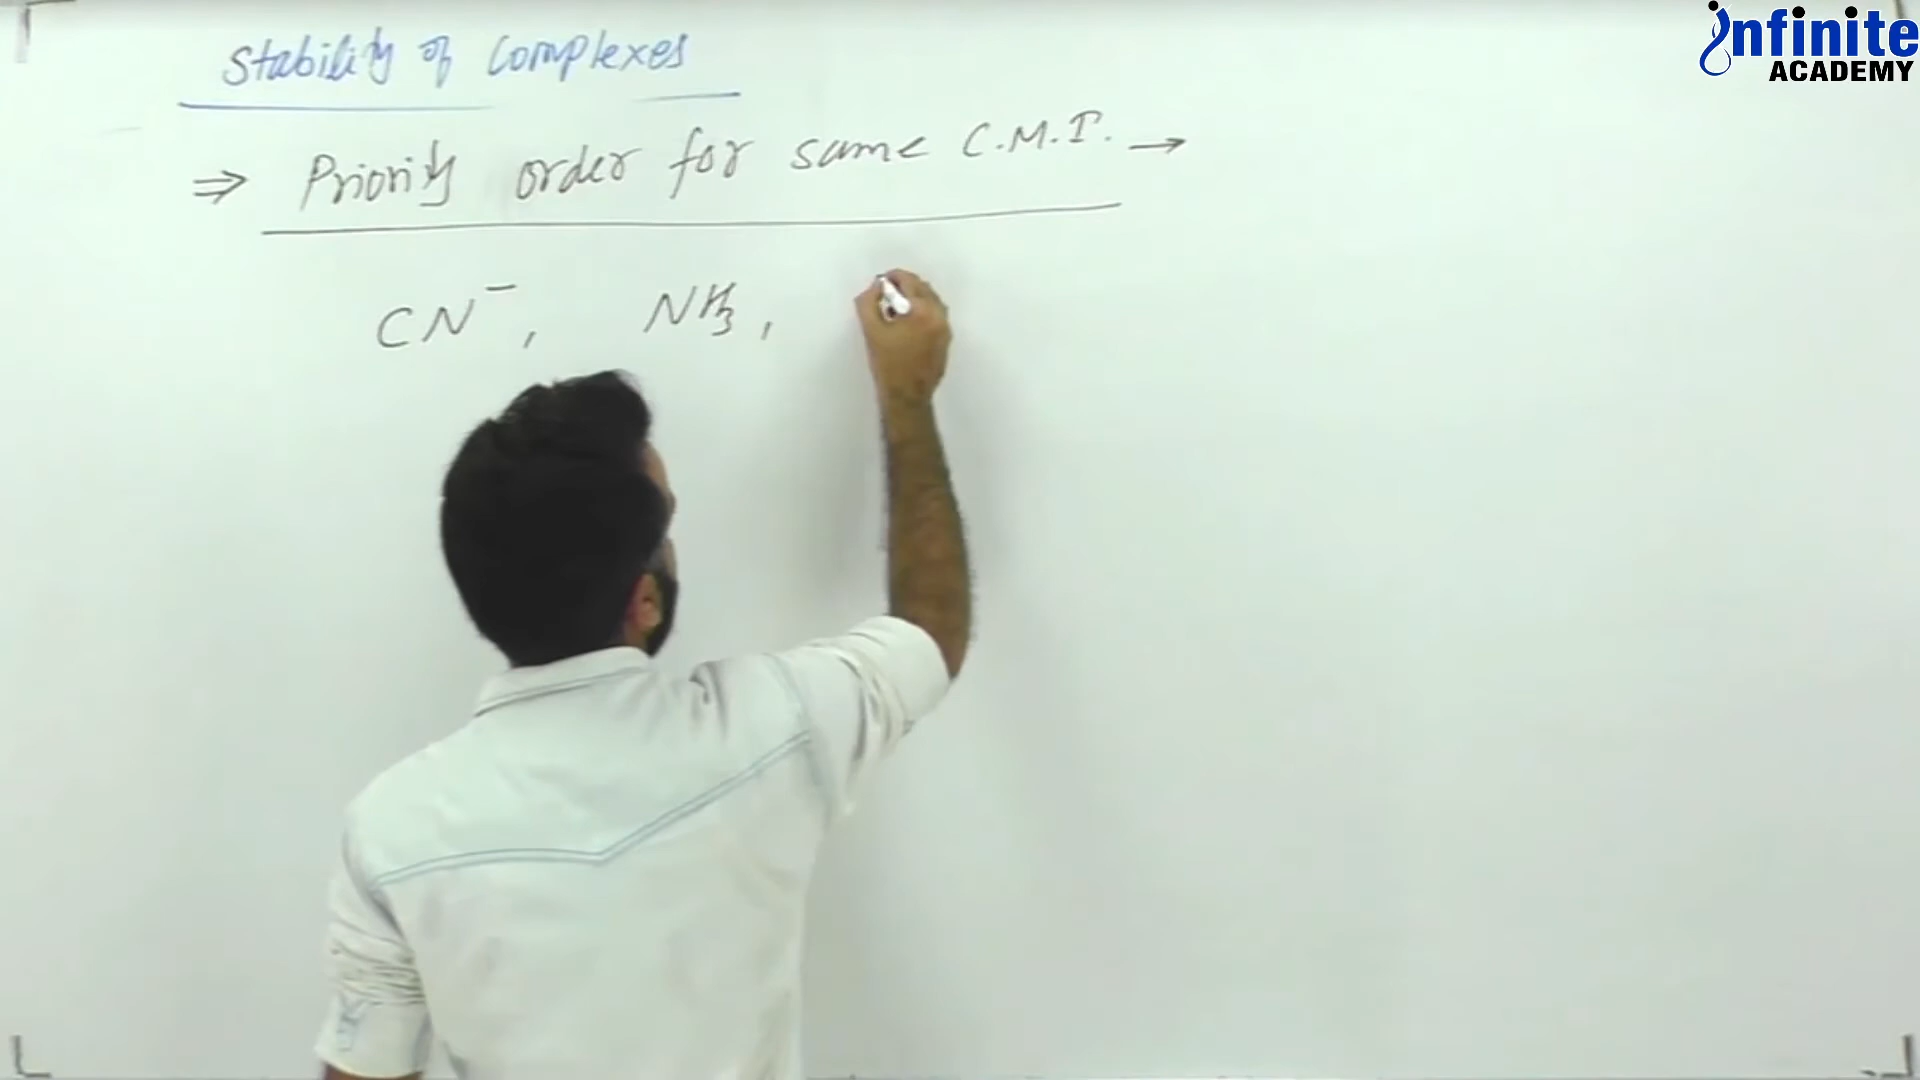 infinite
ACADEMY
Stability of Complexes
⇒ Priority order for same C.M.I. →
CN⁻, NH₃,